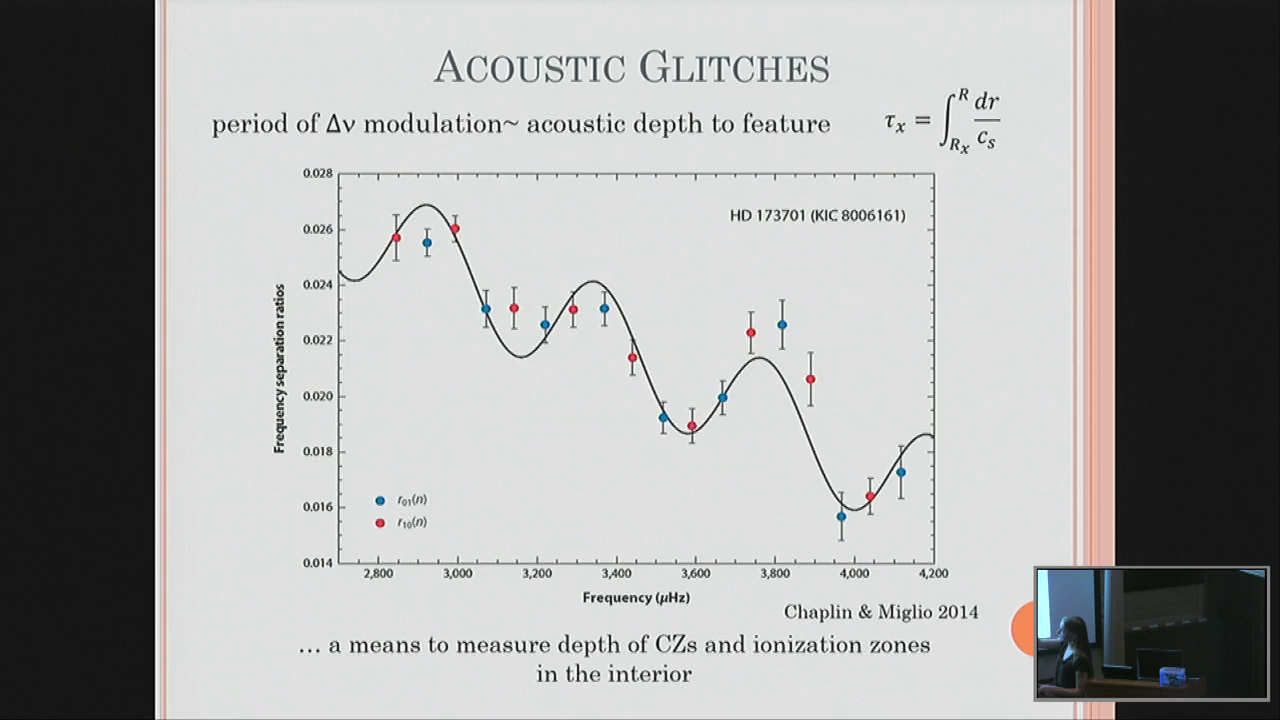 ACOUSTIC GLITCHES
period of Δν modulation~ acoustic depth to feature
τx = ∫_{Rx}^{R} dr/cs
0.028
0.026
0.024
0.022
0.020
0.018
0.016
0.014
Frequency separation ratios
HD 173701 (KIC 8006161)
r01(n)
r10(n)
2,800 3,000 3,200 3,400 3,600 3,800 4,000 4,200
Frequency (μHz)
Chaplin & Miglio 2014
… a means to measure depth of CZs and ionization zones
in the interior